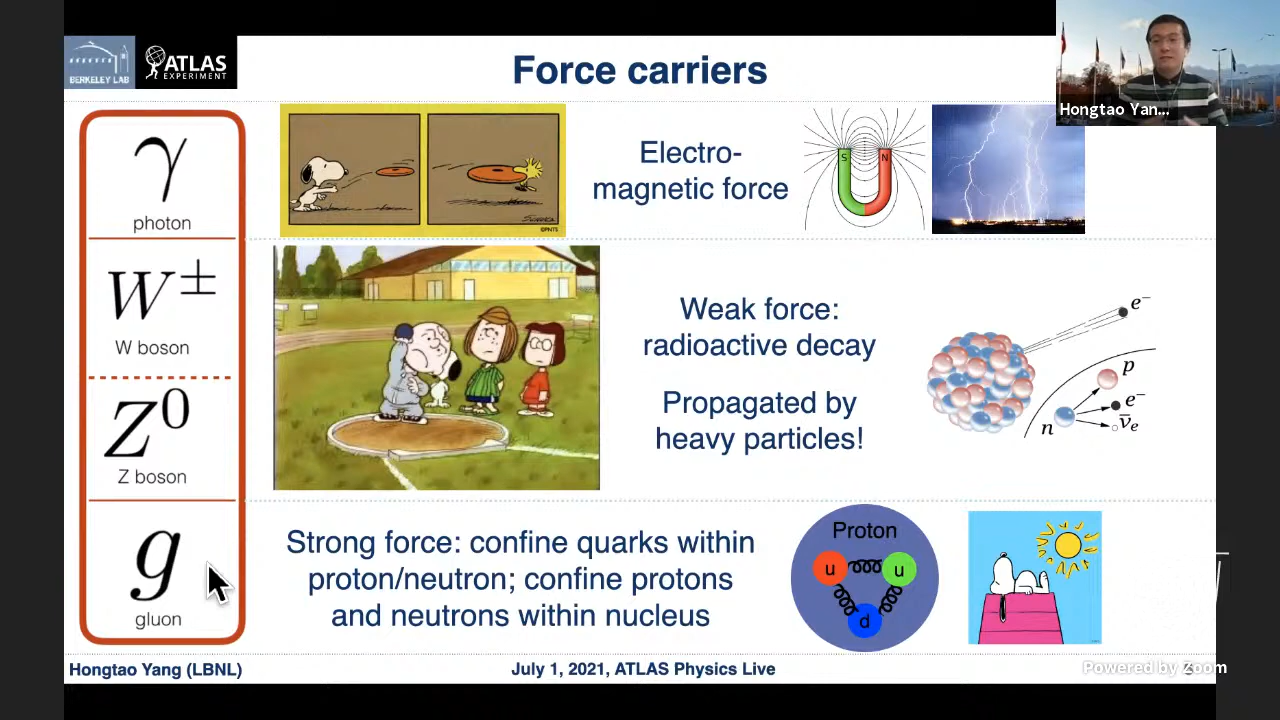 BERKELEY LAB
ATLAS
EXPERIMENT
Force carriers
Hongtao Yan...
γ
photon
W±
W boson
Z⁰
Z boson
g
gluon
©PNTS
Electro-
magnetic force
S N
Weak force:
radioactive decay
Propagated by
heavy particles!
e⁻
p
e⁻
n
ν̄e
Strong force: confine quarks within
proton/neutron; confine protons
and neutrons within nucleus
Proton
u u
d
Hongtao Yang (LBNL)
July 1, 2021, ATLAS Physics Live
Powered by Zoom